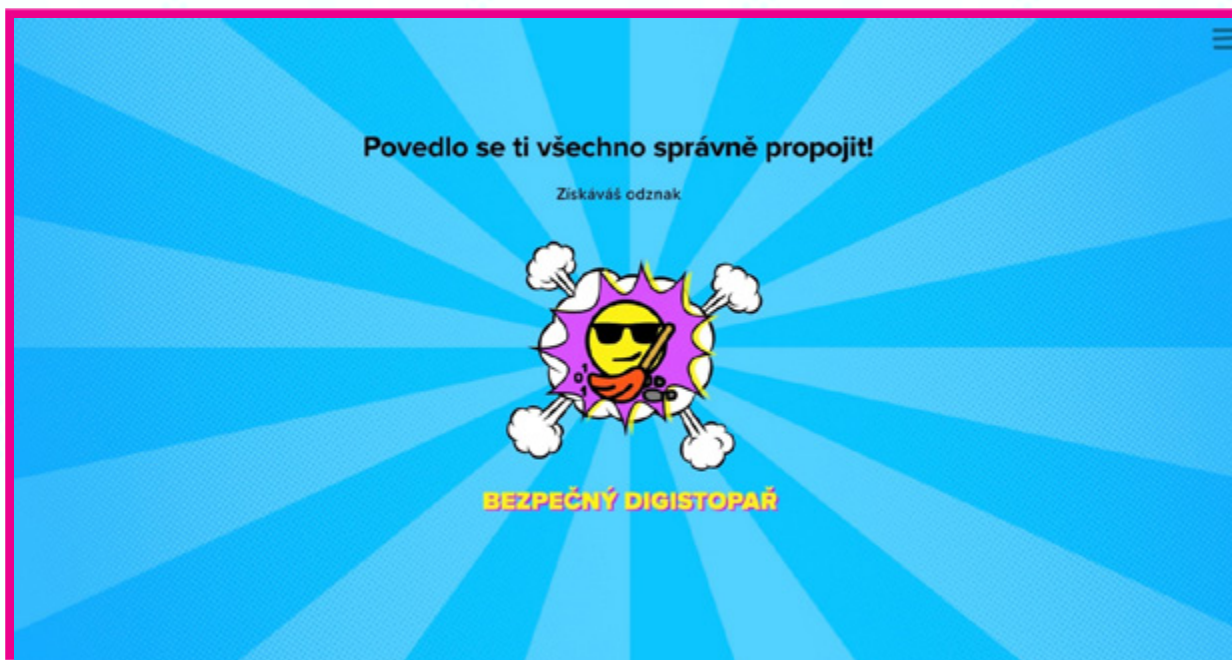 Povedlo se ti všechno správně propojit!
Získáváš odznak
BEZPEČNÝ DIGISTOPAŘ